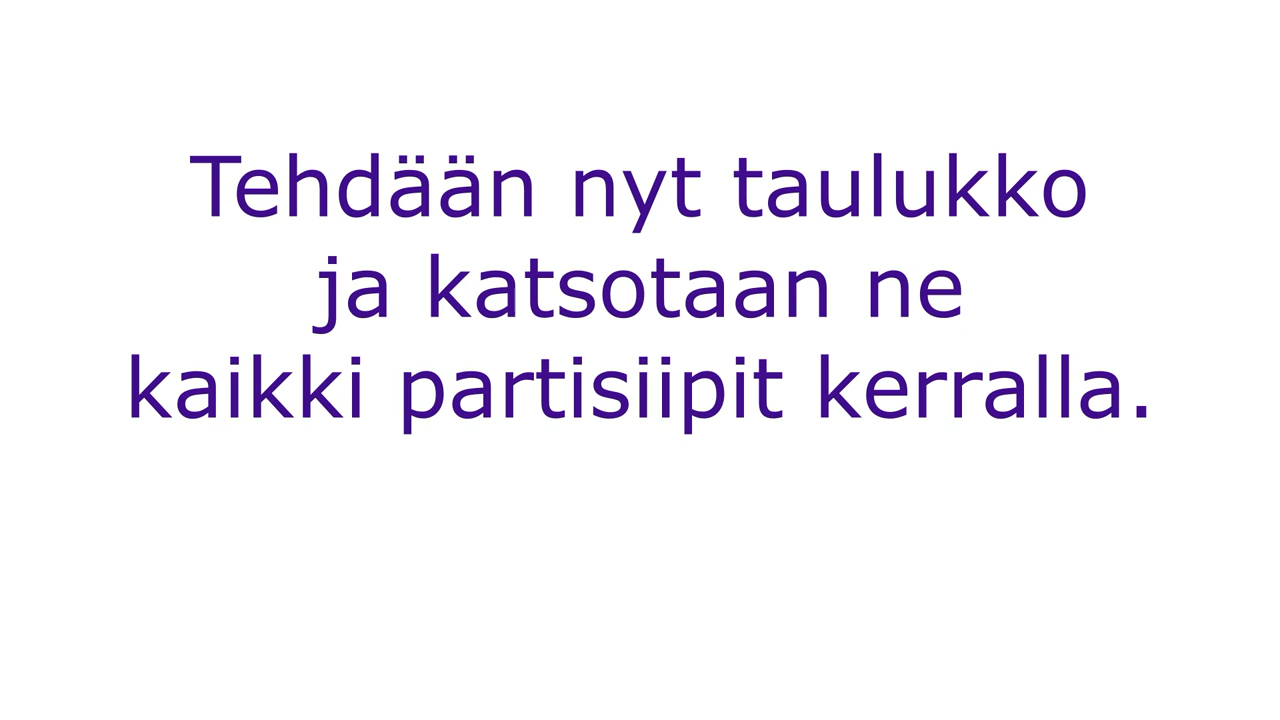 Tehdään nyt taulukko
ja katsotaan ne
kaikki partisiipit kerralla.